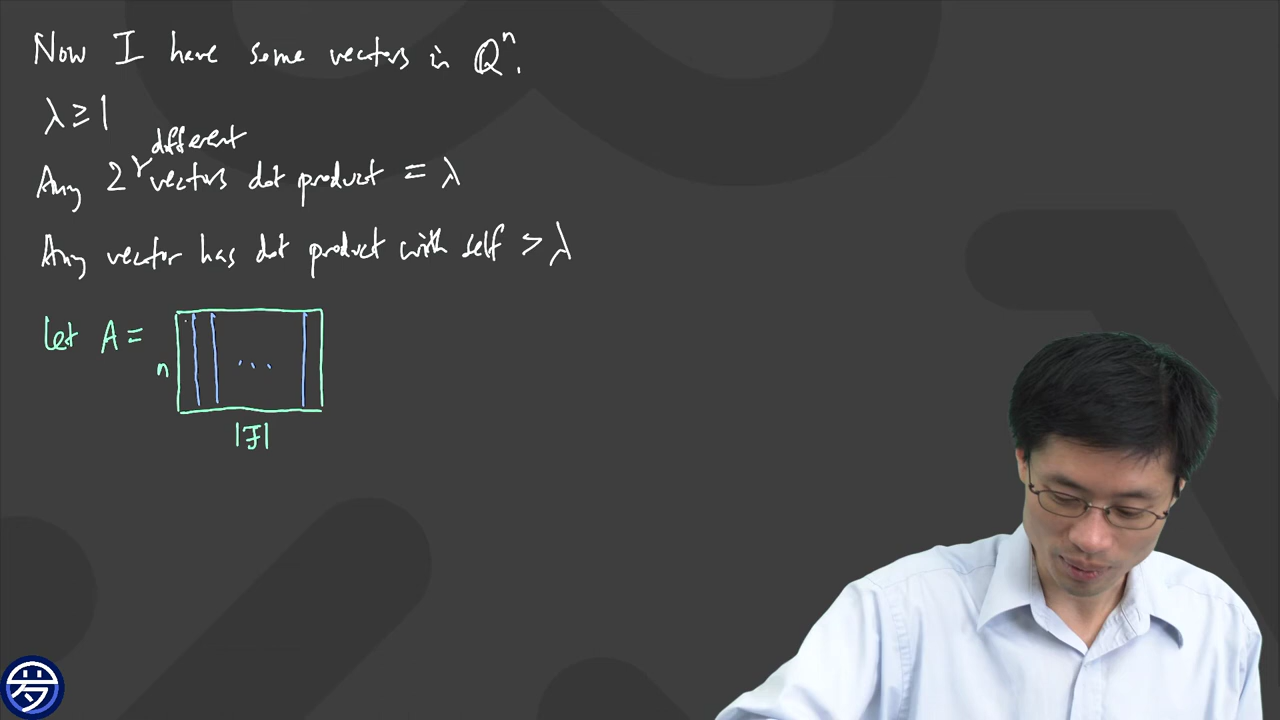 Now I have some vectors in ℚⁿ.
λ ≥ 1
different
Any 2 vectors dot product = λ
Any vector has dot product with self > λ
let A =
n
...
|ℱ|